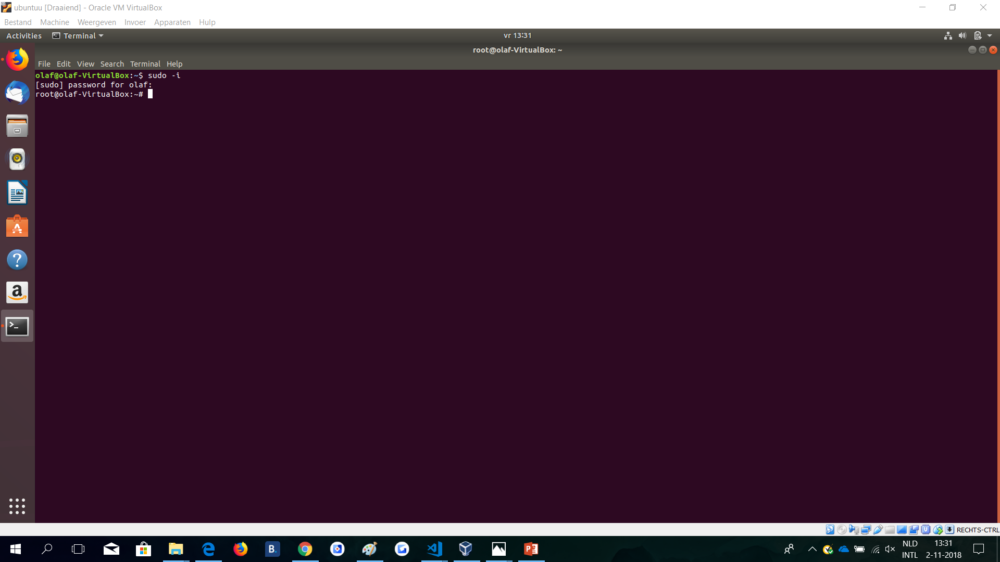 ubuntuu [Draaiend] - Oracle VM VirtualBox
Bestand Machine Weergeven Invoer Apparaten Hulp
Activities Terminal vr 13:31
root@olaf-VirtualBox: ~
File Edit View Search Terminal Help
olaf@olaf-VirtualBox:~$ sudo -i
[sudo] password for olaf:
root@olaf-VirtualBox:~#
RECHTS-CTRL
B.
NLD
INTL
13:31
2-11-2018